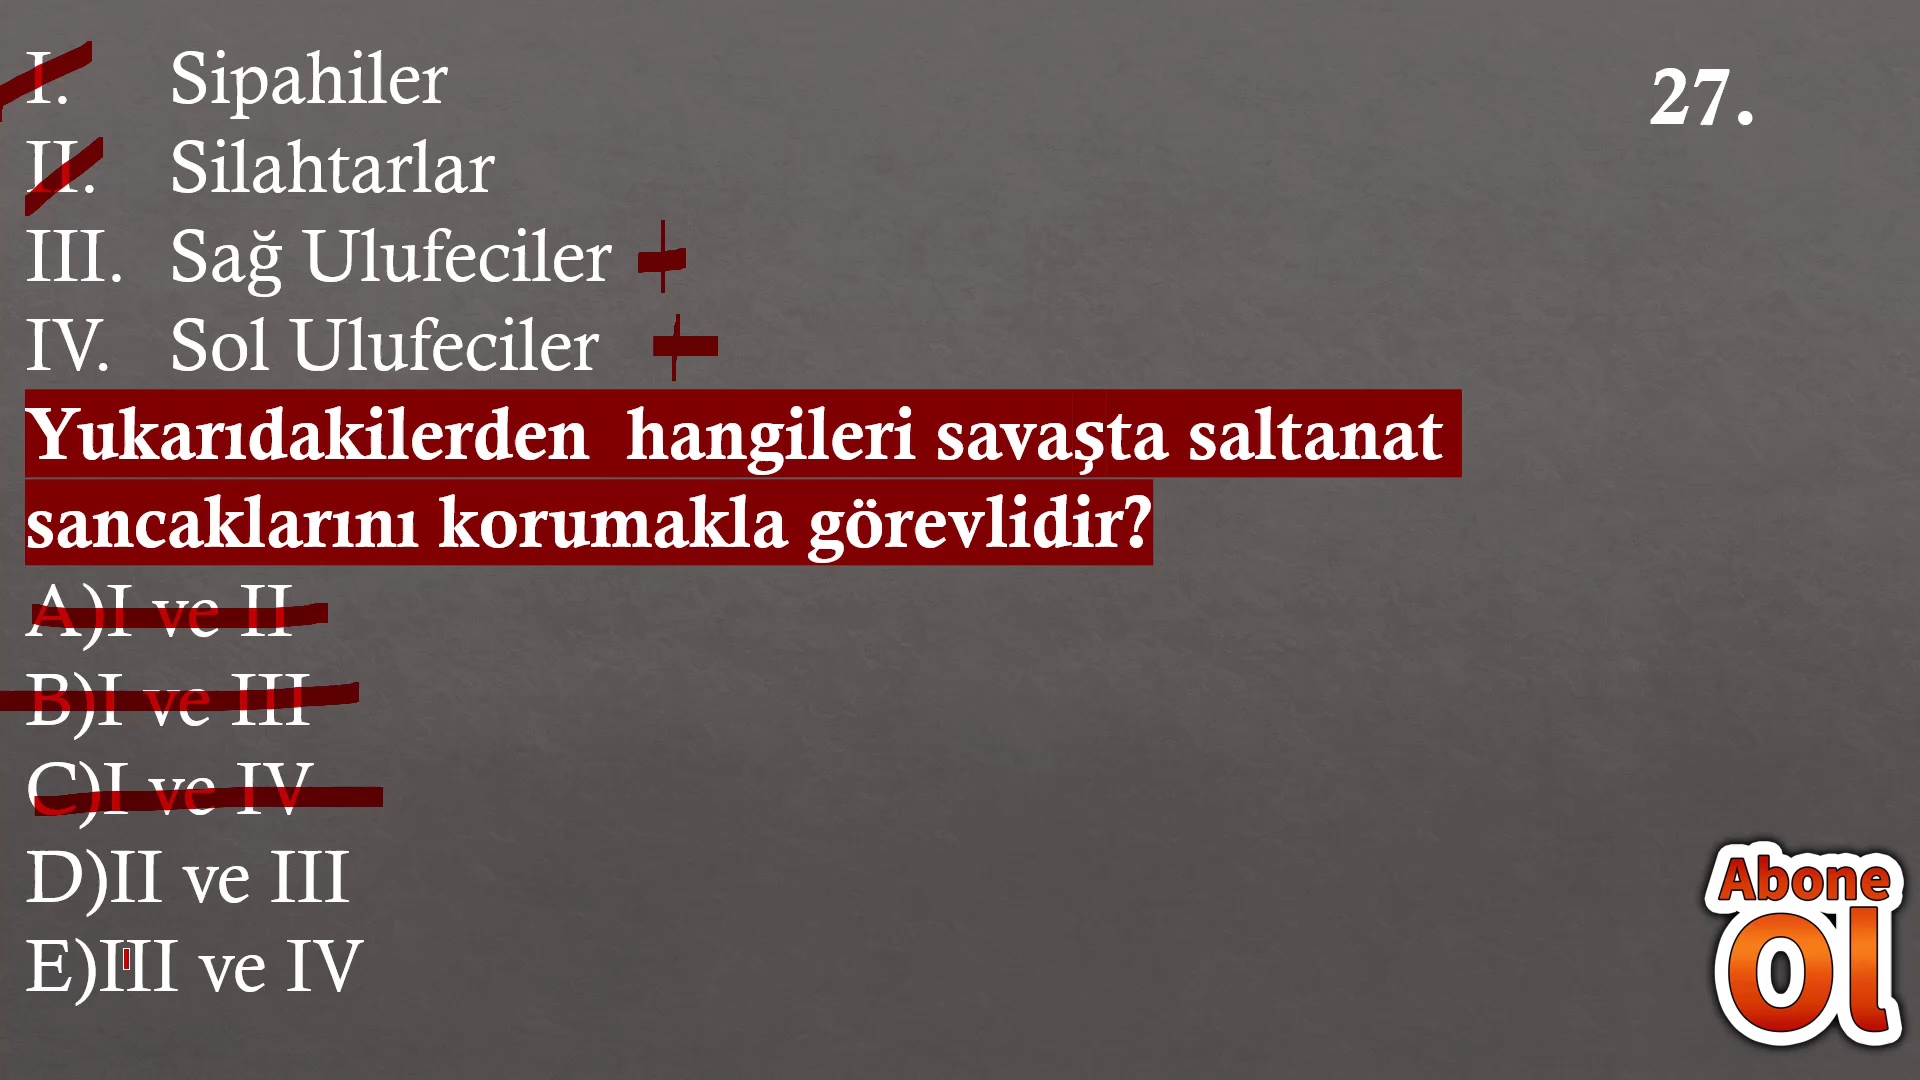 I. Sipahiler
27.
II. Silahtarlar
III. Sağ Ulufeciler
IV. Sol Ulufeciler
Yukarıdakilerden hangileri savaşta saltanat
sancaklarını korumakla görevlidir?
A)I ve II
B)I ve III
C)I ve IV
D)II ve III
E)III ve IV
Abone
Ol